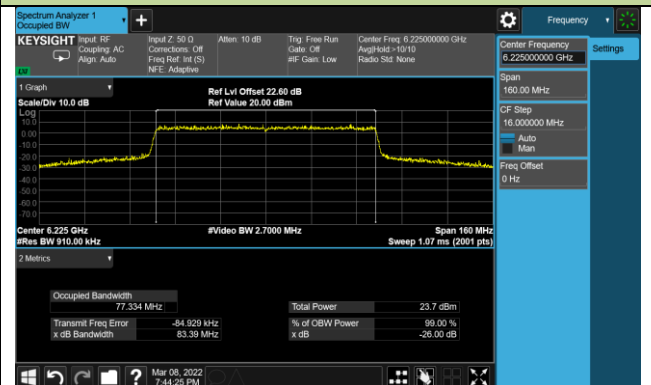 Spectrum Analyzer 1
Occupied BW
Frequency
KEYSIGHT
Input: RF
Coupling: AC
Align: Auto
Input Z: 50 Ω
Corrections: Off
Freq Ref: Int (S)
NFE: Adaptive
Atten: 10 dB
Trig: Free Run
Gate: Off
#IF Gain: Low
Center Freq: 6.225000000 GHz
Avg|Hold:>10/10
Radio Std: None
LXI
Center Frequency
6.225000000 GHz
Settings
Span
160.00 MHz
CF Step
16.000000 MHz
Auto
Man
Freq Offset
0 Hz
1 Graph
Scale/Div 10.0 dB
Ref Lvl Offset 22.60 dB
Ref Value 20.00 dBm
Log
10.0
0.00
-10.0
-20.0
-30.0
-40.0
-50.0
-60.0
-70.0
Center 6.225 GHz
#Video BW 2.7000 MHz
Span 160 MHz
#Res BW 910.00 kHz
Sweep 1.07 ms (2001 pts)
2 Metrics
Occupied Bandwidth
77.334 MHz
Total Power
23.7 dBm
Transmit Freq Error
-84.929 kHz
% of OBW Power
99.00 %
x dB Bandwidth
83.39 MHz
x dB
-26.00 dB
?
Mar 08, 2022
7:44:25 PM